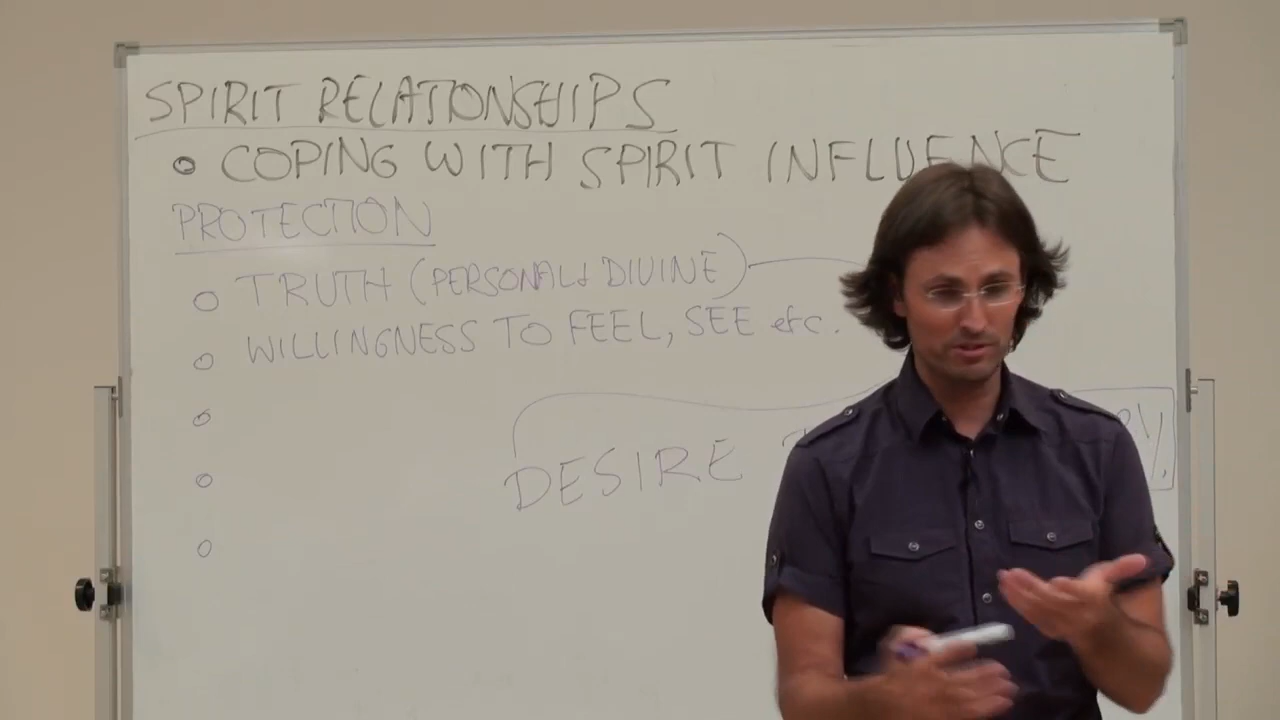 SPIRIT RELATIONSHIPS
COPING WITH SPIRIT INFLUENCE
PROTECTION
TRUTH (PERSONAL & DIVINE)
WILLINGNESS TO FEEL, SEE etc.
DESIRE